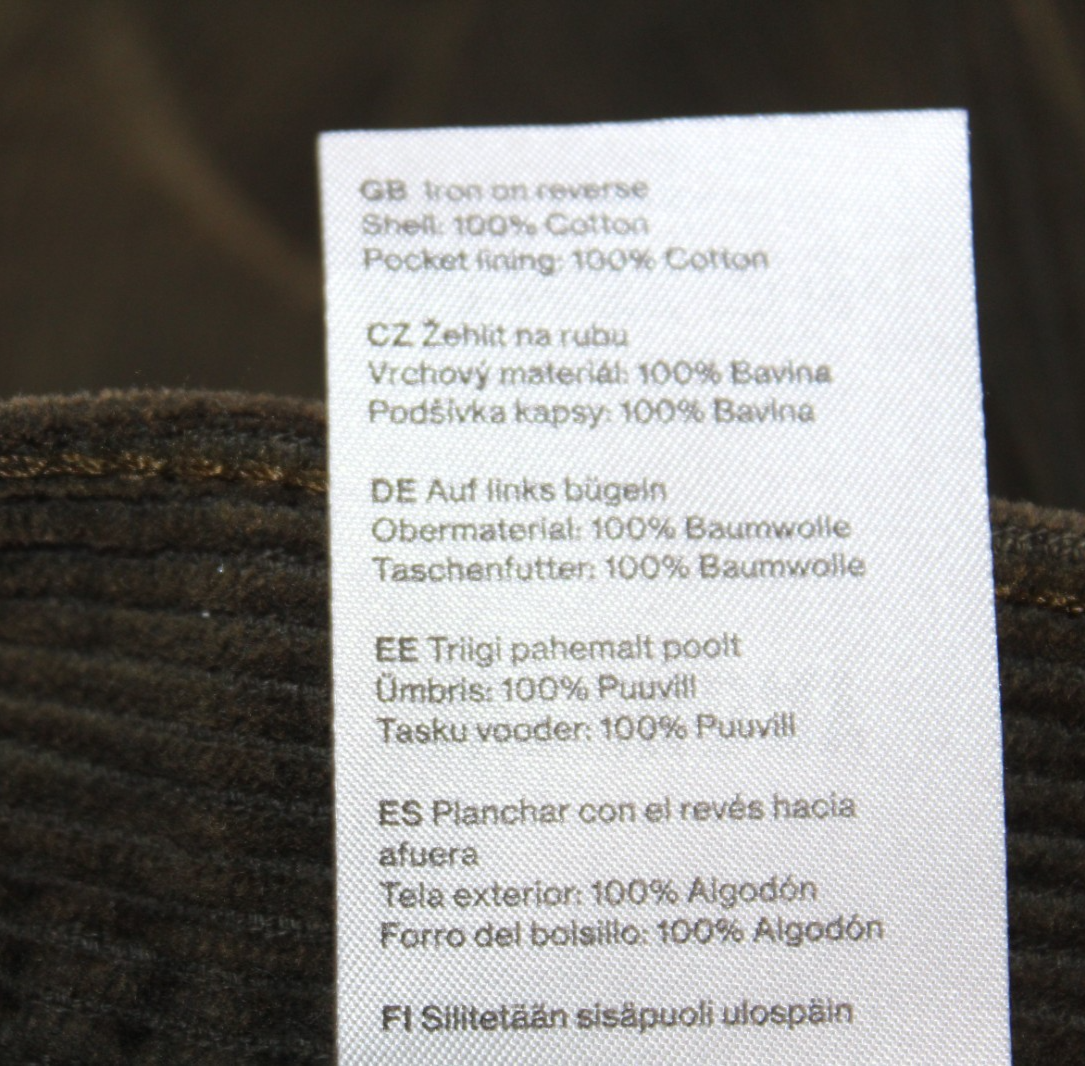 GB Iron on reverse
Shell: 100% Cotton
Pocket lining: 100% Cotton
CZ Žehlit na rubu
Vrchový materiál: 100% Bavlna
Podšívka kapsy: 100% Bavlna
DE Auf links bügeln
Obermaterial: 100% Baumwolle
Taschenfutter: 100% Baumwolle
EE Triigi pahemalt poolt
Ümbris: 100% Puuvill
Tasku vooder: 100% Puuvill
ES Planchar con el revés hacia
afuera
Tela exterior: 100% Algodón
Forro del bolsillo: 100% Algodón
FI Silitetään sisäpuoli ulospäin